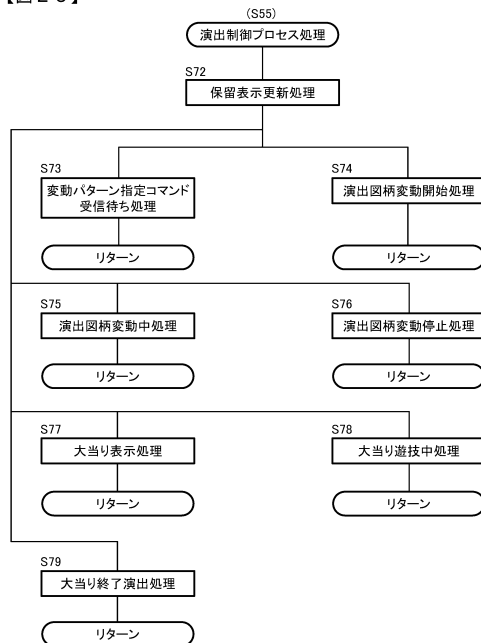 (S55)
演出制御プロセス処理
S72
保留表示更新処理
S73
変動パターン指定コマンド
受信待ち処理
リターン
S74
演出図柄変動開始処理
リターン
S75
演出図柄変動中処理
リターン
S76
演出図柄変動停止処理
リターン
S77
大当り表示処理
リターン
S78
大当り遊技中処理
リターン
S79
大当り終了演出処理
リターン